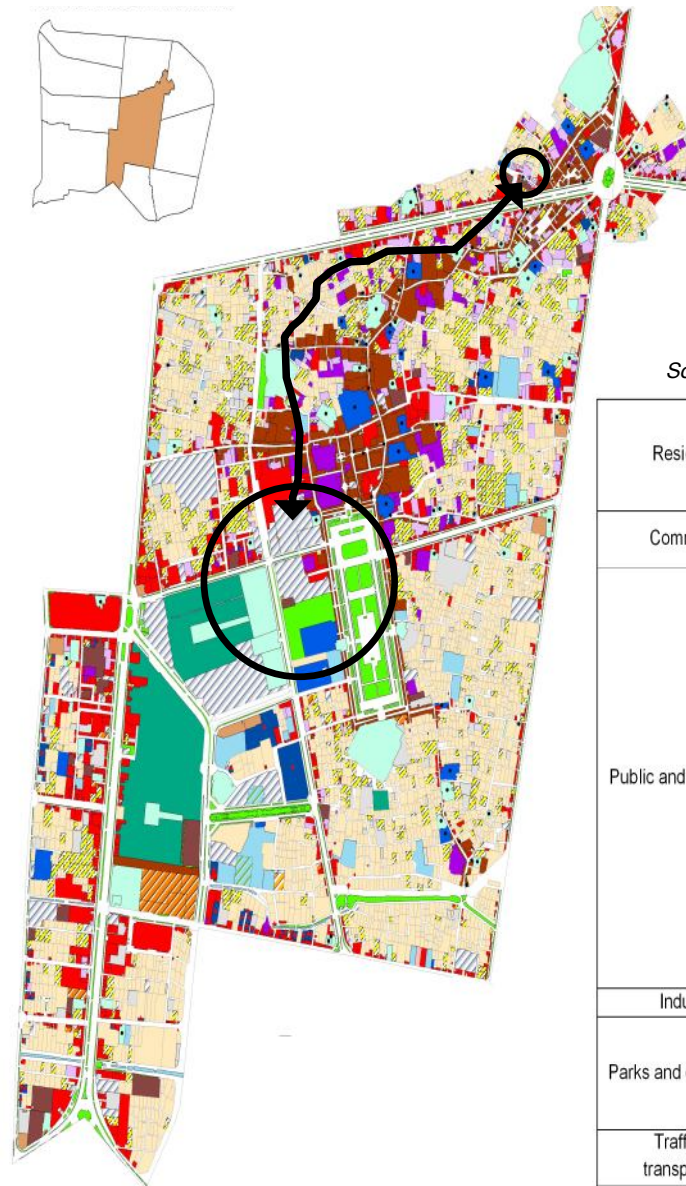 Sc
Resi
Comm
Public and
Indu
Parks and
Traff
transp